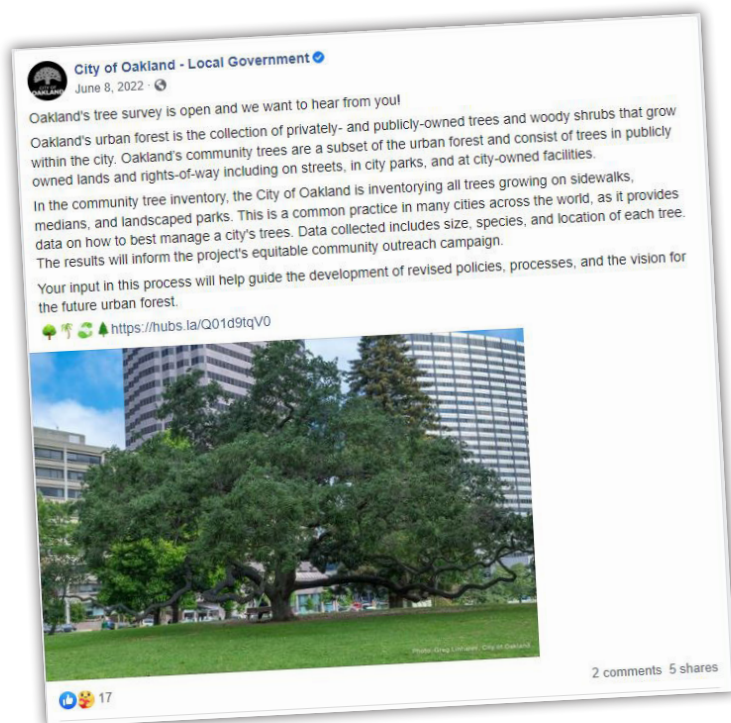 City of Oakland - Local Government
June 8, 2022 ·
Oakland's tree survey is open and we want to hear from you!
Oakland's urban forest is the collection of privately- and publicly-owned trees and woody shrubs that grow
within the city. Oakland's community trees are a subset of the urban forest and consist of trees in publicly
owned lands and rights-of-way including on streets, in city parks, and at city-owned facilities.
In the community tree inventory, the City of Oakland is inventorying all trees growing on sidewalks,
medians, and landscaped parks. This is a common practice in many cities across the world, as it provides
data on how to best manage a city's trees. Data collected includes size, species, and location of each tree.
The results will inform the project's equitable community outreach campaign.
Your input in this process will help guide the development of revised policies, processes, and the vision for
the future urban forest.
https://hubs.la/Q01d9tqV0
Photo: Greg Linhares, City of Oakland
17
2 comments 5 shares